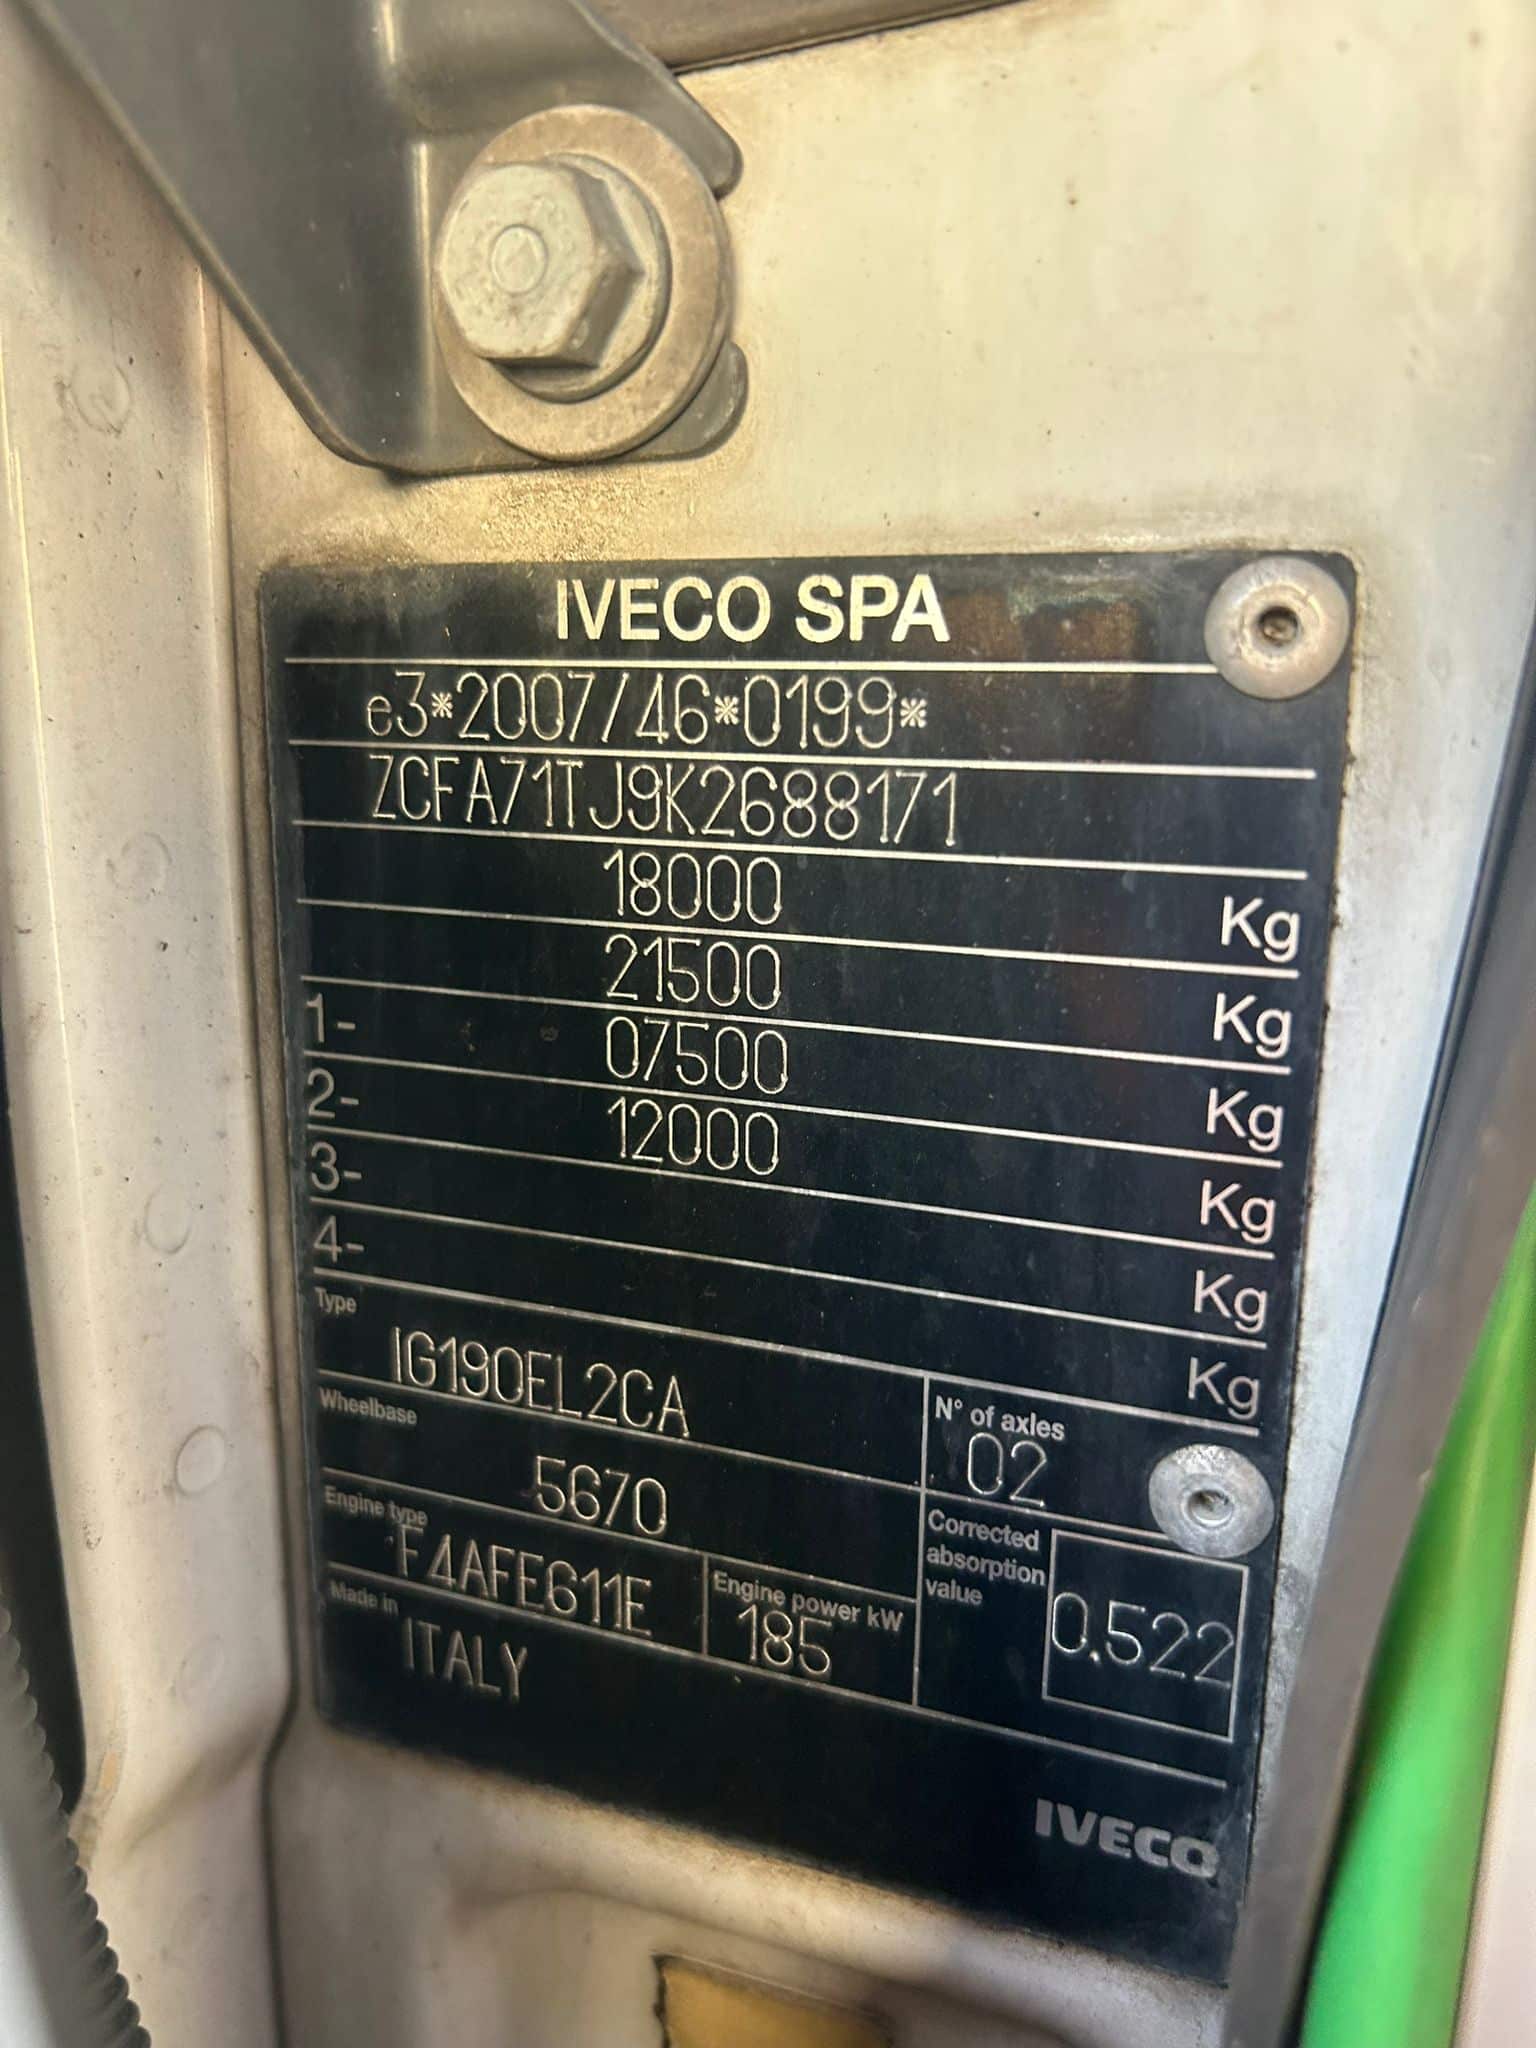 IVECO SPA
e3*2007/46*0199*
ZCFA71TJ9K2688171
18000 Kg
21500 Kg
1- 07500 Kg
2- 12000 Kg
3- Kg
4- Kg
Type
IG190EL2CA
N° of axles
02
Wheelbase
5670
Corrected
absorption
value
0.522
Engine type
F4AFE611E
Engine power kW
185
Made in
ITALY
IVECO